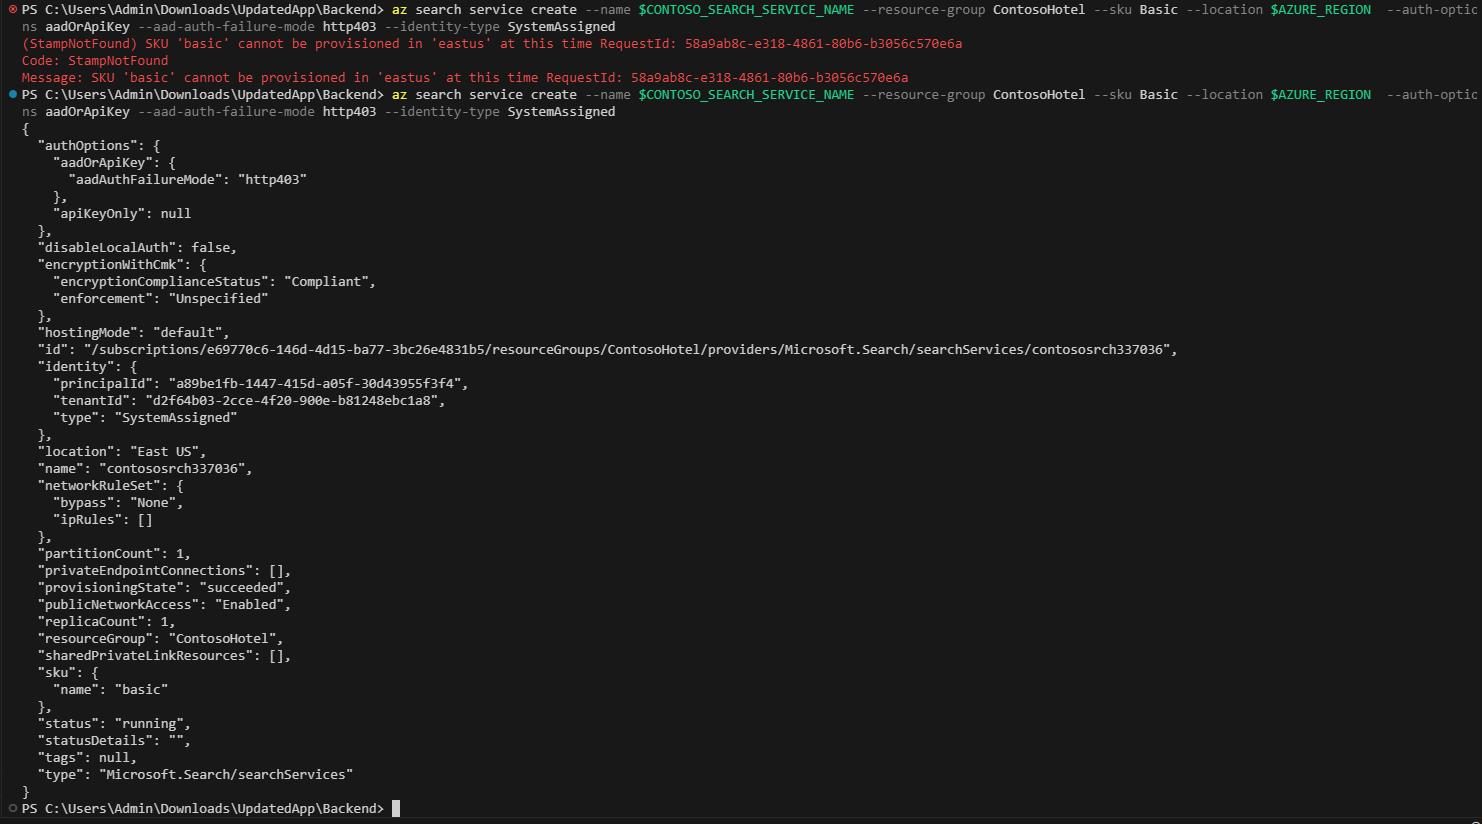 PS C:\Users\Admin\Downloads\UpdatedApp\Backend> az search service create --name $CONTOSO_SEARCH_SERVICE_NAME --resource-group ContosoHotel --sku basic --location $AZURE_REGION --auth-optio
ns aadOrApiKey --aad-auth-failure-mode http403 --identity-type SystemAssigned
(StampNotFound) SKU 'basic' cannot be provisioned in 'eastus' at this time RequestId: 58a9ab8c-e318-4861-80b6-b3056c570e6a
Code: StampNotFound
Message: SKU 'basic' cannot be provisioned in 'eastus' at this time RequestId: 58a9ab8c-e318-4861-80b6-b3056c570e6a
PS C:\Users\Admin\Downloads\UpdatedApp\Backend> az search service create --name $CONTOSO_SEARCH_SERVICE_NAME --resource-group ContosoHotel --sku Basic --location $AZURE_REGION  --auth-optio
ns aadOrApiKey --aad-auth-failure-mode http403 --identity-type SystemAssigned
{
  "authOptions": {
    "aadOrApiKey": {
      "aadAuthFailureMode": "http403"
    },
    "apiKeyOnly": null
  },
  "disableLocalAuth": false,
  "encryptionWithCmk": {
    "encryptionComplianceStatus": "Compliant",
    "enforcement": "Unspecified"
  },
  "hostingMode": "default",
  "id": "/subscriptions/e69770c6-146d-4d15-ba77-3bc26e4831b5/resourceGroups/ContosoHotel/providers/Microsoft.Search/searchServices/contososrch337036",
  "identity": {
    "principalId": "a89be1fb-1447-415d-a05f-30d43955f3f4",
    "tenantId": "d2f64b03-2cce-4f20-900e-b81248ebc1a8",
    "type": "SystemAssigned"
  },
  "location": "East US",
  "name": "contososrch337036",
  "networkRuleSet": {
    "bypass": "None",
    "ipRules": []
  },
  "partitionCount": 1,
  "privateEndpointConnections": [],
  "provisioningState": "succeeded",
  "publicNetworkAccess": "Enabled",
  "replicaCount": 1,
  "resourceGroup": "ContosoHotel",
  "sharedPrivateLinkResources": [],
  "sku": {
    "name": "basic"
  },
  "status": "running",
  "statusDetails": "",
  "tags": null,
  "type": "Microsoft.Search/searchServices"
}
PS C:\Users\Admin\Downloads\UpdatedApp\Backend>